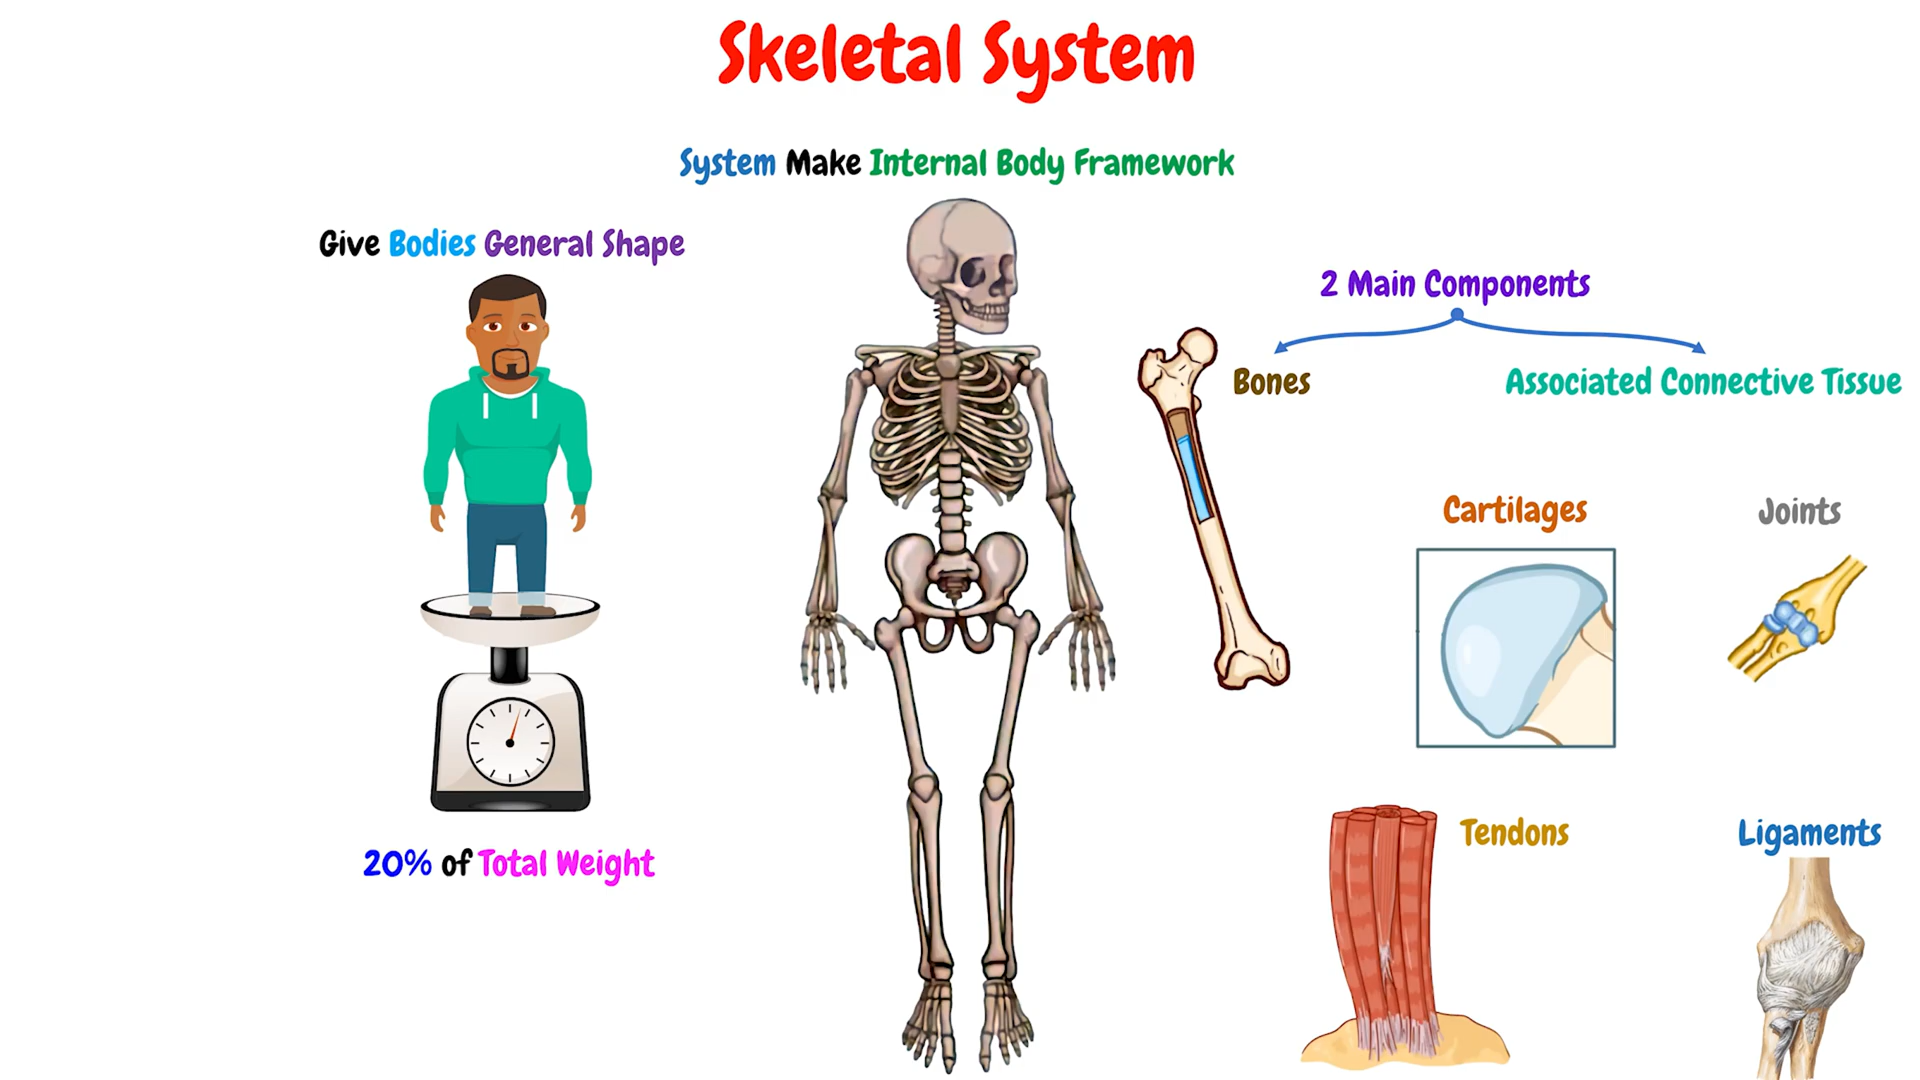 Skeletal System
System Make Internal Body Framework
Give Bodies General Shape
2 Main Components
Bones
Associated Connective Tissue
Cartilages
Joints
Tendons
Ligaments
20% of Total Weight